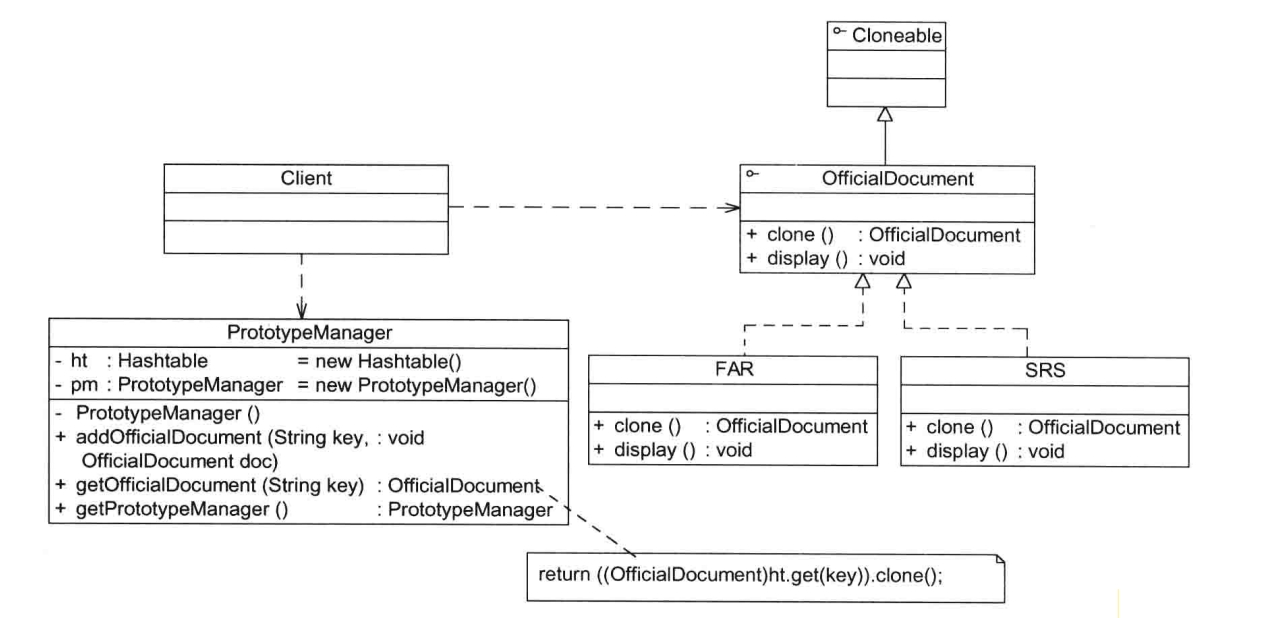 Cloneable
Client
OfficialDocument
+ clone () : OfficialDocument
+ display () : void
PrototypeManager
- ht : Hashtable = new Hashtable()
- pm : PrototypeManager = new PrototypeManager()
- PrototypeManager ()
+ addOfficialDocument (String key, : void
OfficialDocument doc)
+ getOfficialDocument (String key) : OfficialDocument
+ getPrototypeManager () : PrototypeManager
FAR
+ clone () : OfficialDocument
+ display () : void
SRS
+ clone () : OfficialDocument
+ display () : void
return ((OfficialDocument)ht.get(key)).clone();